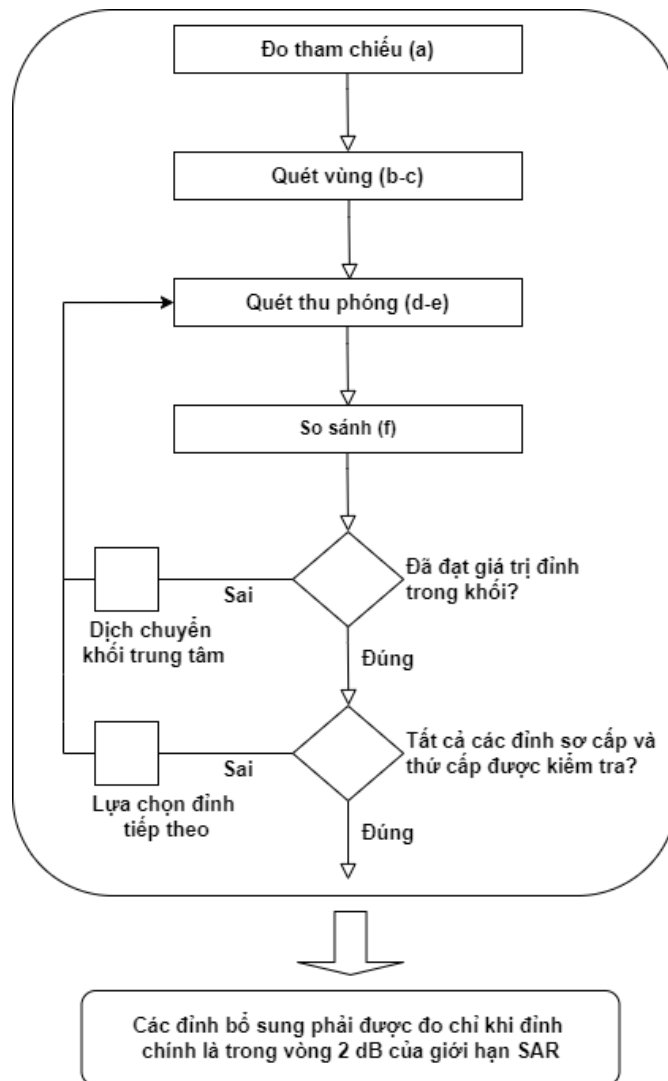 Đo tham chiếu (a)
Quét vùng (b-c)
Quét thu phóng (d-e)
So sánh (f)
Đã đạt giá trị đỉnh
trong khối?
Sai
Dịch chuyển
khối trung tâm
Đúng
Tất cả các đỉnh sơ cấp và
thứ cấp được kiểm tra?
Sai
Lựa chọn đỉnh
tiếp theo
Đúng
Các đỉnh bổ sung phải được đo chỉ khi đỉnh
chính là trong vòng 2 dB của giới hạn SAR